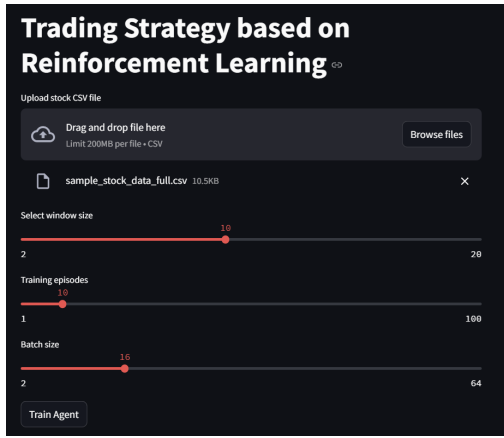 Trading Strategy based on
Reinforcement Learning
Upload stock CSV file
Drag and drop file here
Limit 200MB per file • CSV
Browse files
sample_stock_data_full.csv 10.5KB
Select window size
10
2 20
Training episodes
10
1 100
Batch size
16
2 64
Train Agent